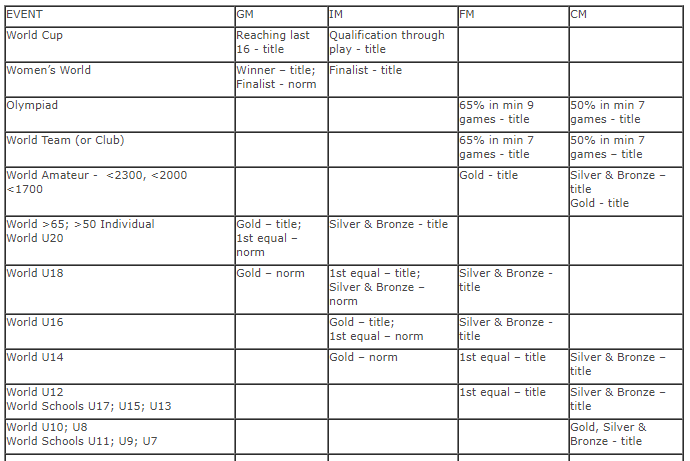 EVENT GM IM FM CM
World Cup Reaching last Qualification through
16 - title play - title
Women's World Winner – title; Finalist - title
Finalist - norm
Olympiad 65% in min 9 50% in min 7
games - title games - title
World Team (or Club) 65% in min 7 50% in min 7
games - title games – title
World Amateur - <2300, <2000 Gold - title Silver & Bronze –
<1700 title
Gold - title
World >65; >50 Individual Gold – title; Silver & Bronze - title
World U20 1st equal –
norm
World U18 Gold – norm 1st equal – title; Silver & Bronze -
Silver & Bronze – title
norm
World U16 Gold – title; Silver & Bronze -
1st equal – norm title
World U14 Gold – norm 1st equal – title Silver & Bronze –
title
World U12 1st equal – title Silver & Bronze –
World Schools U17; U15; U13 title
World U10; U8 Gold, Silver &
World Schools U11; U9; U7 Bronze - title